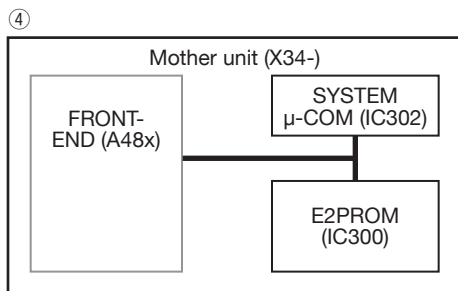 ④
Mother unit (X34-)
FRONT-
END (A48x)
SYSTEM
μ-COM (IC302)
E2PROM
(IC300)